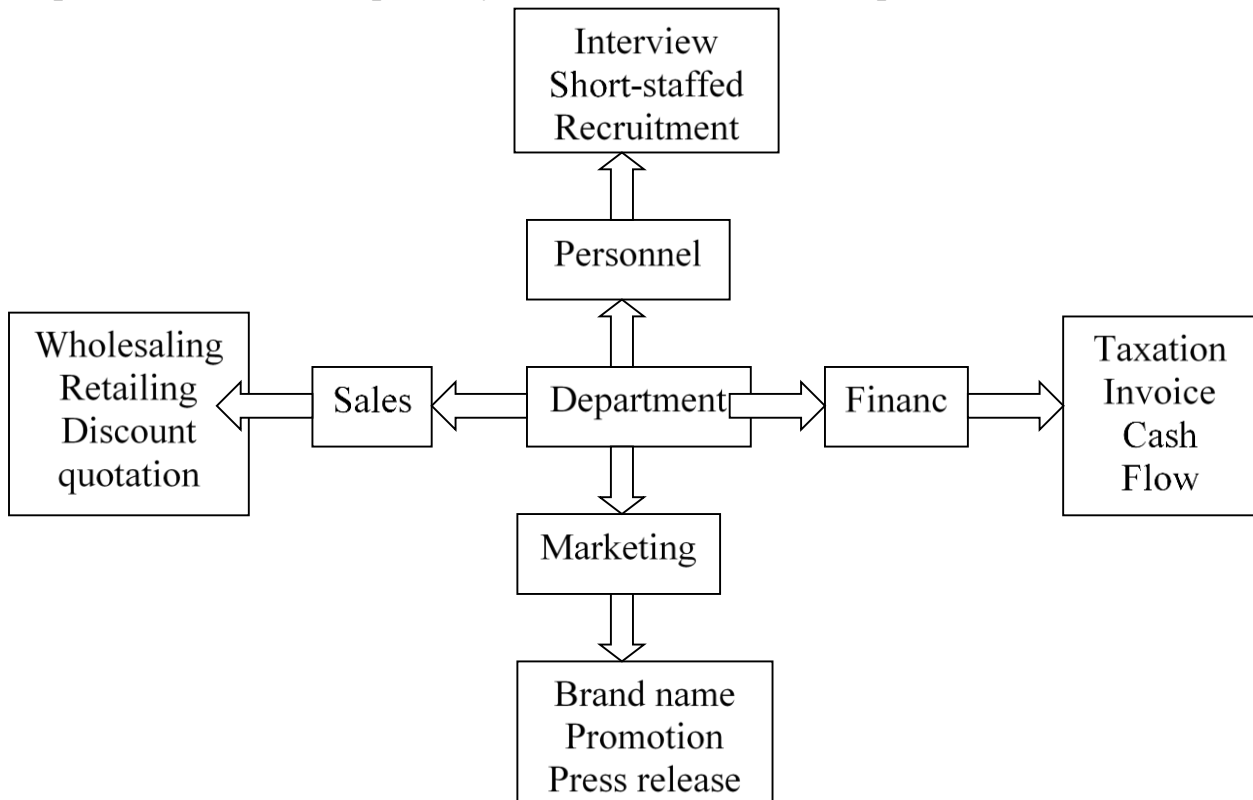 Interview
Short-staffed
Recruitment
Personnel
Wholesaling
Retailing
Discount
quotation
Sales
Department
Financ
Taxation
Invoice
Cash
Flow
Marketing
Brand name
Promotion
Press release